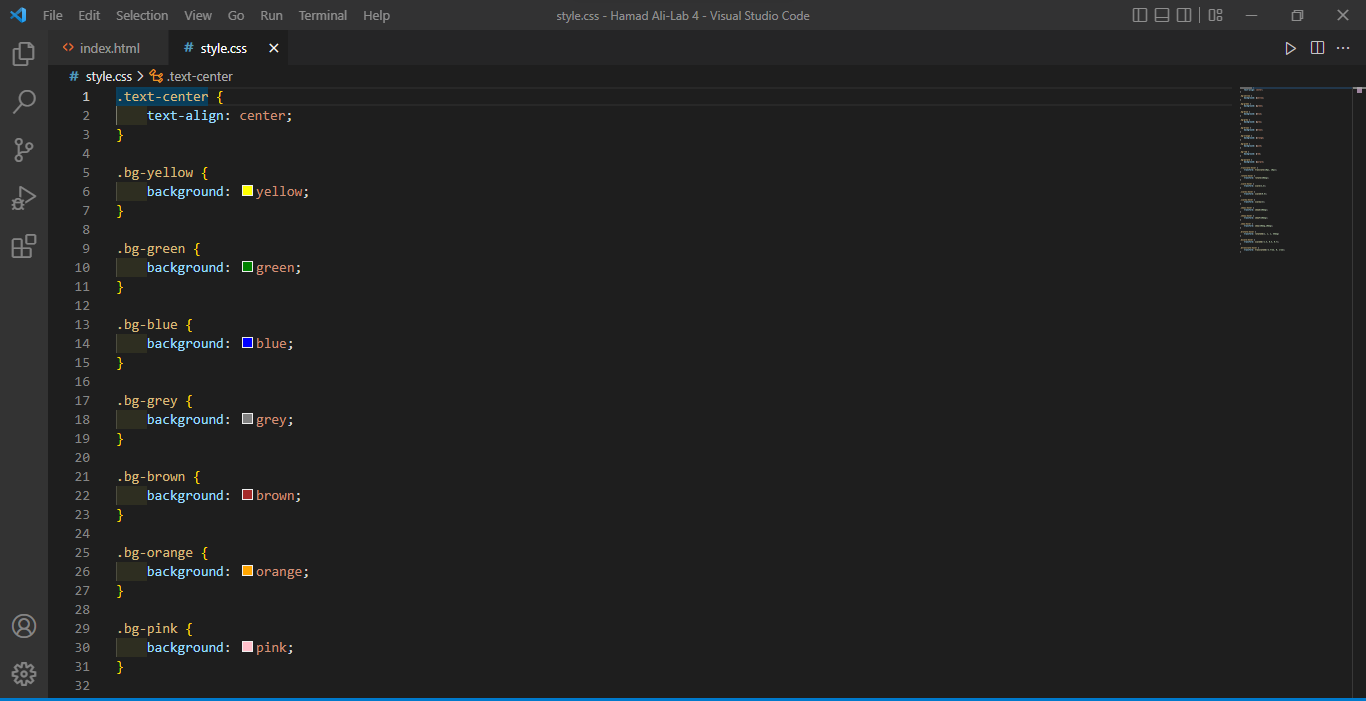 File Edit Selection View Go Run Terminal Help style.css - Hamad Ali-Lab 4 - Visual Studio Code
<> index.html # style.css
# style.css > .text-center
1 .text-center {
2 text-align: center;
3 }
4
5 .bg-yellow {
6 background: yellow;
7 }
8
9 .bg-green {
10 background: green;
11 }
12
13 .bg-blue {
14 background: blue;
15 }
16
17 .bg-grey {
18 background: grey;
19 }
20
21 .bg-brown {
22 background: brown;
23 }
24
25 .bg-orange {
26 background: orange;
27 }
28
29 .bg-pink {
30 background: pink;
31 }
32